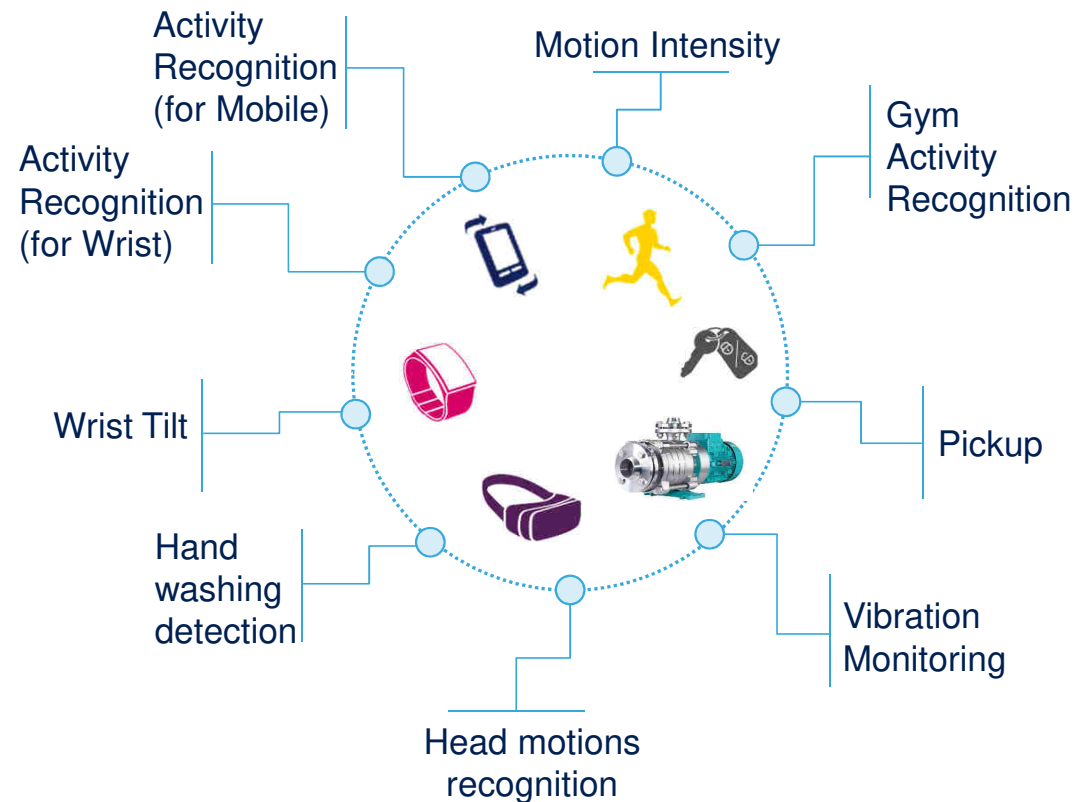 Activity
Recognition
(for Mobile)
Motion Intensity
Gym
Activity
Recognition
Activity
Recognition
(for Wrist)
Wrist Tilt
Pickup
Hand
washing
detection
Vibration
Monitoring
Head motions
recognition